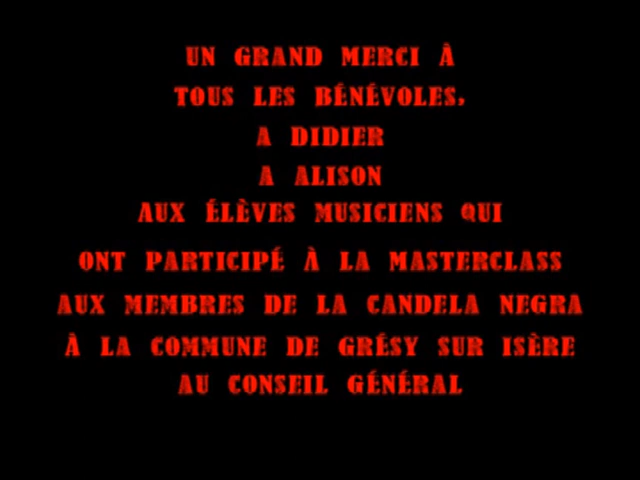 UN GRAND MERCI À
TOUS LES BÉNÉVOLES,
A DIDIER
A ALISON
AUX ÉLÈVES MUSICIENS QUI
ONT PARTICIPÉ À LA MASTERCLASS
AUX MEMBRES DE LA CANDELA NEGRA
À LA COMMUNE DE GRÉSY SUR ISÈRE
AU CONSEIL GÉNÉRAL